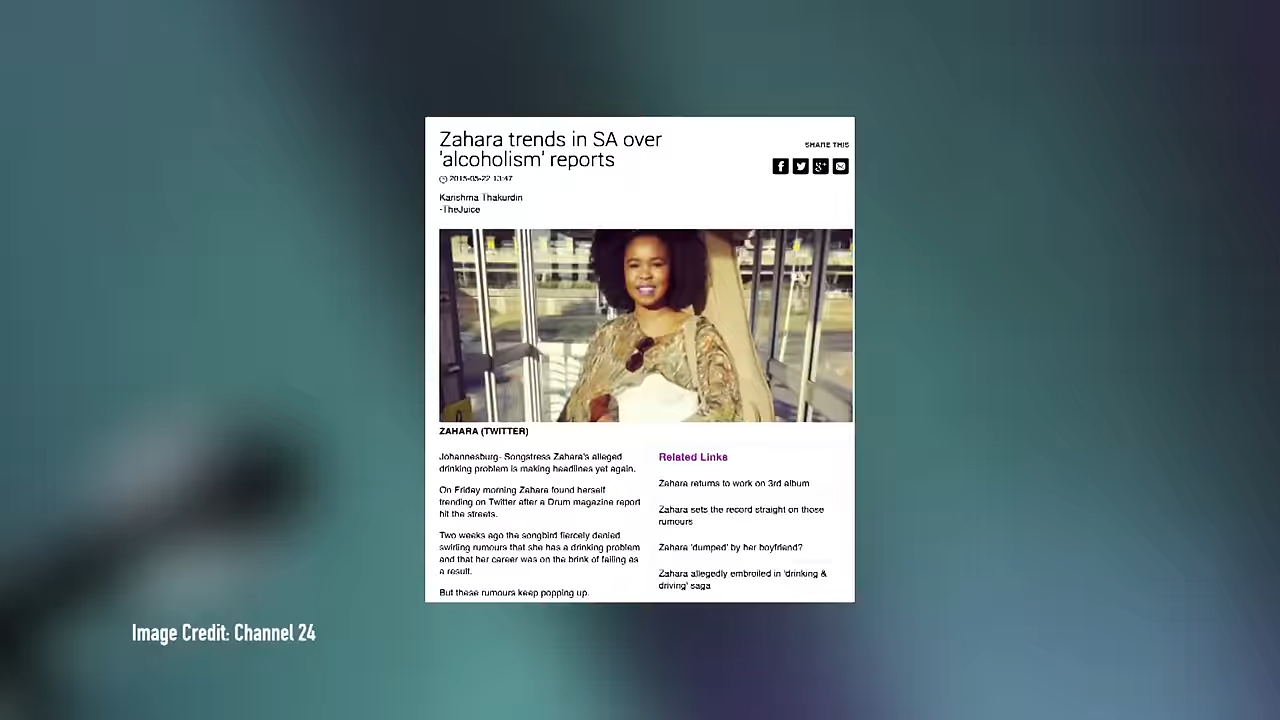 Zahara trends in SA over
'alcoholism' reports
SHARE THIS
2015-05-22 13:47
Karishma Thakurdin
-TheJuice
ZAHARA (TWITTER)
Johannesburg- Songstress Zahara's alleged
drinking problem is making headlines yet again.
On Friday morning Zahara found herself
trending on Twitter after a Drum magazine report
hit the streets.
Two weeks ago the songbird fiercely denied
swirling rumours that she has a drinking problem
and that her career was on the brink of failing as
a result.
But these rumours keep popping up.
Related Links
Zahara returns to work on 3rd album
Zahara sets the record straight on those
rumours
Zahara 'dumped' by her boyfriend?
Zahara allegedly embroiled in 'drinking &
driving' saga
Image Credit: Channel 24